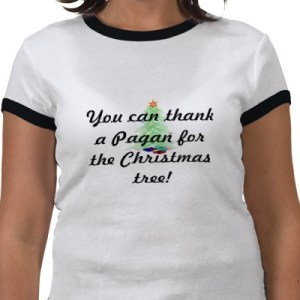 You can thank
a Pagan for
the Christmas
tree!